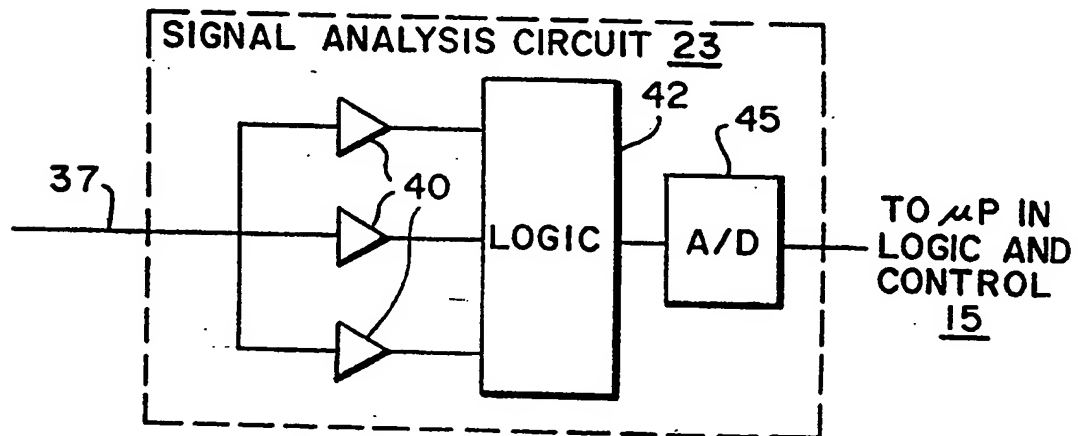 SIGNAL ANALYSIS CIRCUIT 23
42
45
37
40
LOGIC
A/D
TO μP IN
LOGIC AND
CONTROL
15